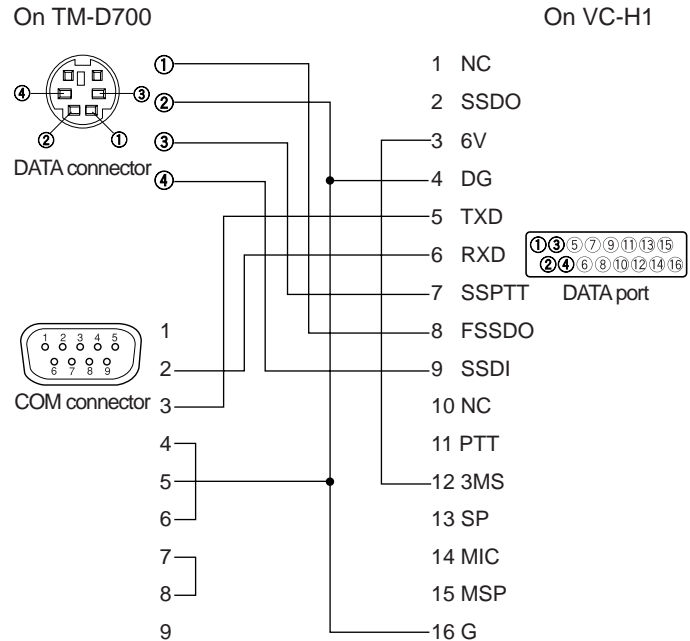 On TM-D700
On VC-H1
① 
②
③
④
④ ③
② ①
DATA connector
1 2 3 4 5
6 7 8 9
COM connector
1
2
3
4
5
6
7
8
9
1 NC
2 SSDO
3 6V
4 DG
5 TXD
6 RXD
7 SSPTT
8 FSSDO
9 SSDI
10 NC
11 PTT
12 3MS
13 SP
14 MIC
15 MSP
16 G
①③⑤⑦⑨⑪⑬⑮
②④⑥⑧⑩⑫⑭⑯
DATA port